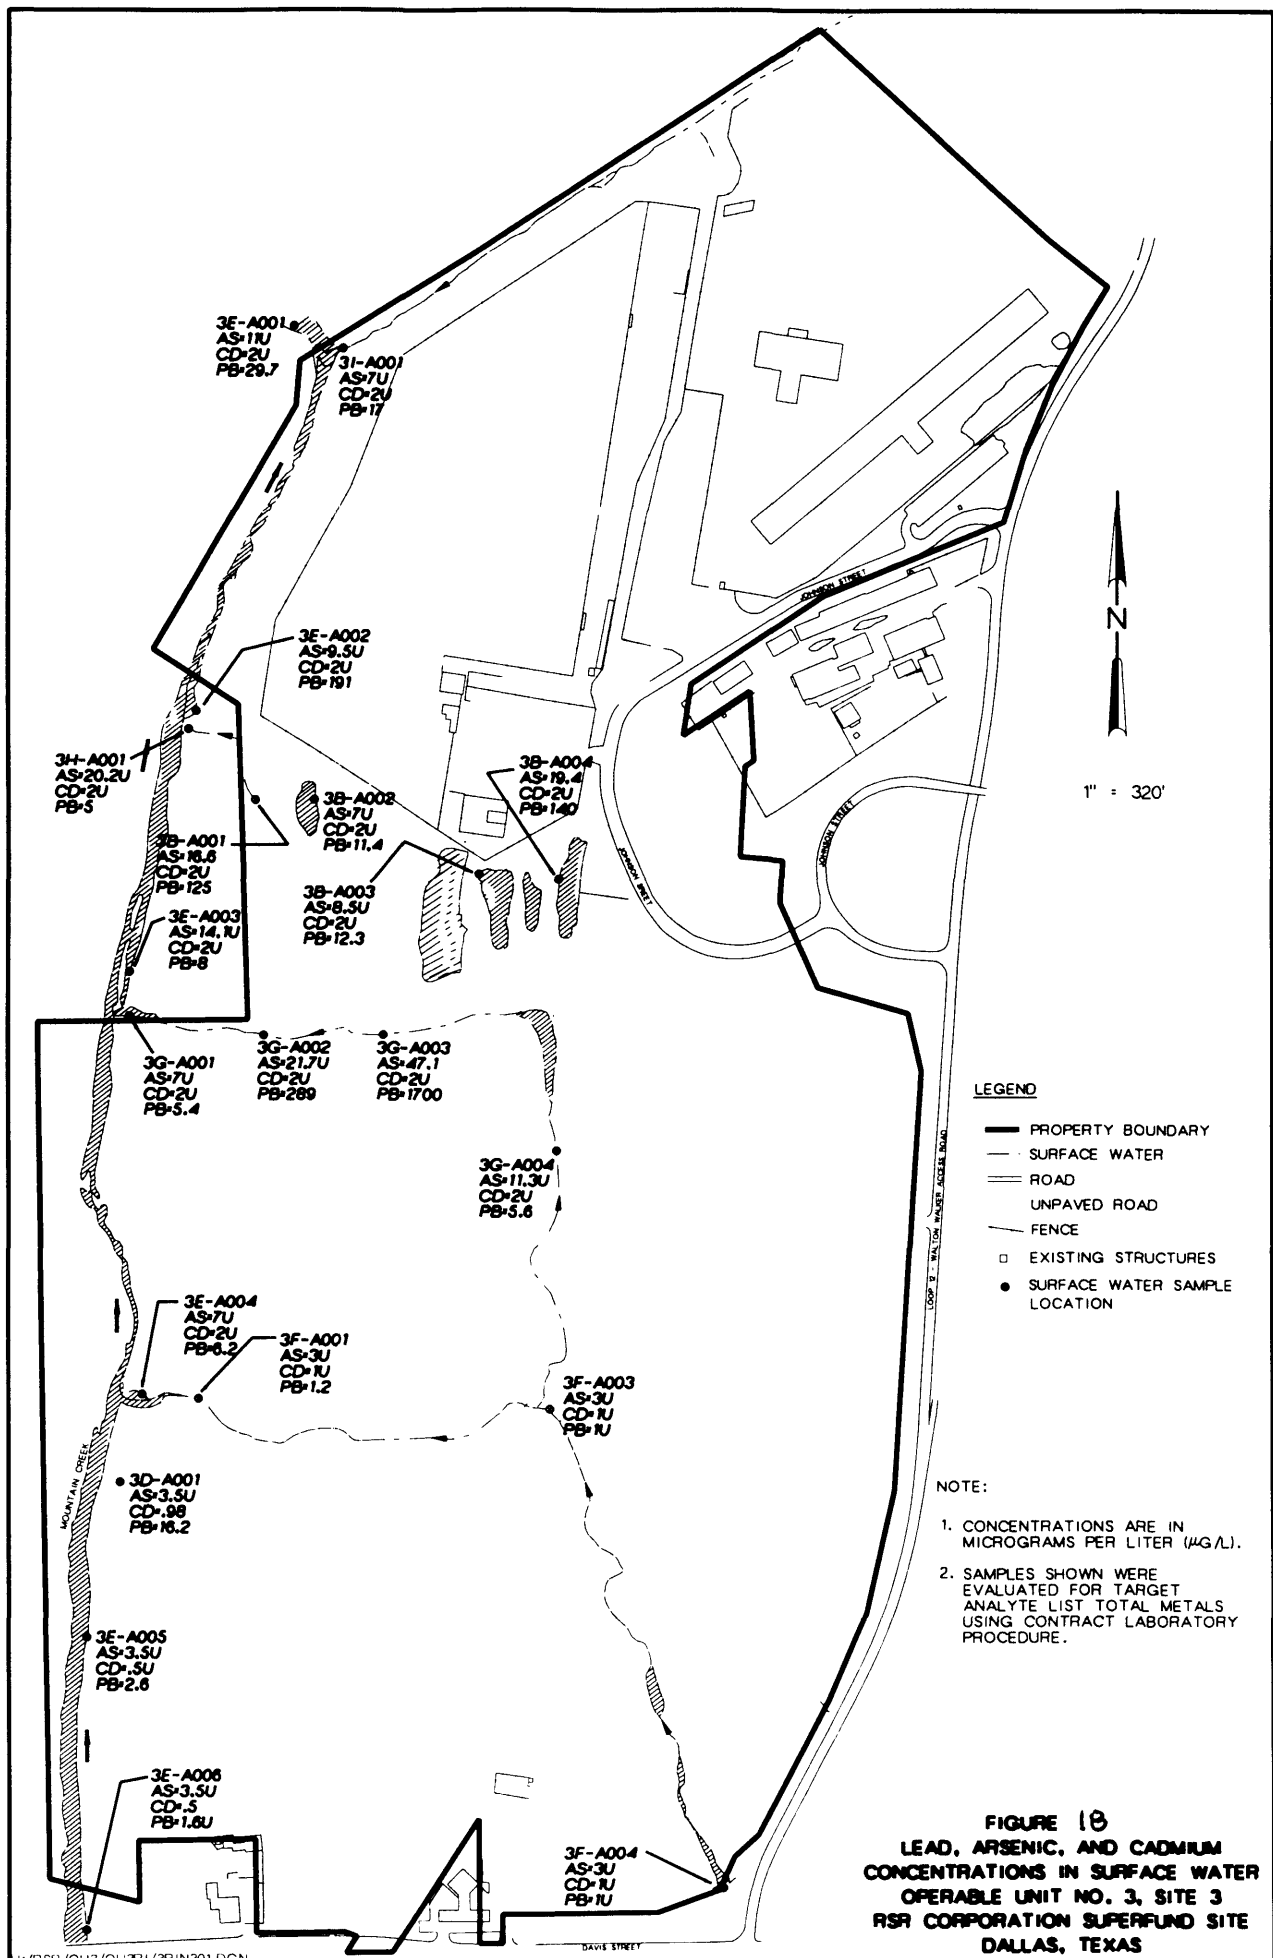 3E-A001
AS=11U
CD=2U
PB=29.7
3I-A001
AS=7U
CD=2U
PB=17
3E-A002
AS=9.5U
CD=2U
PB=191
3H-A001
AS=20.2U
CD=2U
PB=5
3B-A004
AS=19.4
CD=2U
PB=140
3B-A002
AS=7U
CD=2U
PB=11.4
3B-A001
AS=16.6
CD=2U
PB=125
3B-A003
AS=8.5U
CD=2U
PB=12.3
3E-A003
AS=14.1U
CD=2U
PB=8
3G-A001
AS=7U
CD=2U
PB=5.4
3G-A002
AS=21.7U
CD=2U
PB=289
3G-A003
AS=47.1
CD=2U
PB=1700
3G-A004
AS=11.3U
CD=2U
PB=5.6
3E-A004
AS=7U
CD=2U
PB=6.2
3F-A001
AS=3U
CD=1U
PB=1.2
3F-A003
AS=3U
CD=1U
PB=1U
3D-A001
AS=3.5U
CD=.98
PB=16.2
3E-A005
AS=3.5U
CD=.5U
PB=2.6
3E-A006
AS=3.5U
CD=.5
PB=1.6U
3F-A004
AS=3U
CD=1U
PB=1U
JOHNSON STREET
JOHNSON STREET
JOHNSON STREET
LOOP 12 - WALTON WALKER ACCESS ROAD
MOUNTAIN CREEK
DAVIS STREET
N
1" = 320'
LEGEND
PROPERTY BOUNDARY
SURFACE WATER
ROAD
UNPAVED ROAD
FENCE
EXISTING STRUCTURES
SURFACE WATER SAMPLE
LOCATION
NOTE:
1. CONCENTRATIONS ARE IN
MICROGRAMS PER LITER (µG/L).
2. SAMPLES SHOWN WERE
EVALUATED FOR TARGET
ANALYTE LIST TOTAL METALS
USING CONTRACT LABORATORY
PROCEDURE.
FIGURE 18
LEAD, ARSENIC, AND CADMIUM
CONCENTRATIONS IN SURFACE WATER
OPERABLE UNIT NO. 3, SITE 3
RSR CORPORATION SUPERFUND SITE
DALLAS, TEXAS